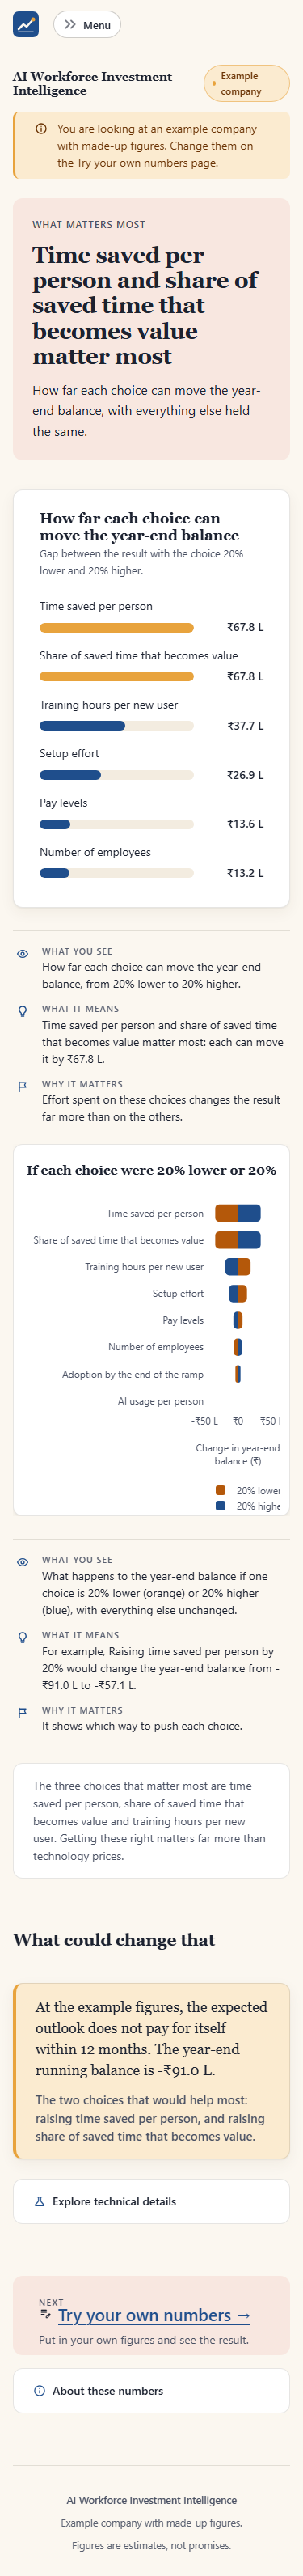 Menu
AI Workforce Investment
Intelligence
Example
company
You are looking at an example company
with made-up figures. Change them on
the Try your own numbers page.
WHAT MATTERS MOST
Time saved per
person and share of
saved time that
becomes value
matter most
How far each choice can move the year-
end balance, with everything else held
the same.
How far each choice can
move the year-end balance
Gap between the result with the choice 20%
lower and 20% higher.
Time saved per person
₹67.8 L
Share of saved time that becomes value
₹67.8 L
Training hours per new user
₹37.7 L
Setup effort
₹26.9 L
Pay levels
₹13.6 L
Number of employees
₹13.2 L
WHAT YOU SEE
How far each choice can move the year-end
balance, from 20% lower to 20% higher.
WHAT IT MEANS
Time saved per person and share of saved time
that becomes value matter most: each can move
it by ₹67.8 L.
WHY IT MATTERS
Effort spent on these choices changes the result
far more than on the others.
If each choice were 20% lower or 20%
Time saved per person
Share of saved time that becomes value
Training hours per new user
Setup effort
Pay levels
Number of employees
Adoption by the end of the ramp
AI usage per person
-₹50 L ₹0 ₹50
Change in year-end
balance (₹)
20% lower
20% highe
WHAT YOU SEE
What happens to the year-end balance if one
choice is 20% lower (orange) or 20% higher
(blue), with everything else unchanged.
WHAT IT MEANS
For example, Raising time saved per person by
20% would change the year-end balance from -
₹91.0 L to -₹57.1 L.
WHY IT MATTERS
It shows which way to push each choice.
The three choices that matter most are time
saved per person, share of saved time that
becomes value and training hours per new
user. Getting these right matters far more than
technology prices.
What could change that
At the example figures, the expected
outlook does not pay for itself
within 12 months. The year-end
running balance is -₹91.0 L.
The two choices that would help most:
raising time saved per person, and raising
share of saved time that becomes value.
Explore technical details
NEXT
Try your own numbers →
Put in your own figures and see the result.
About these numbers
AI Workforce Investment Intelligence
Example company with made-up figures.
Figures are estimates, not promises.